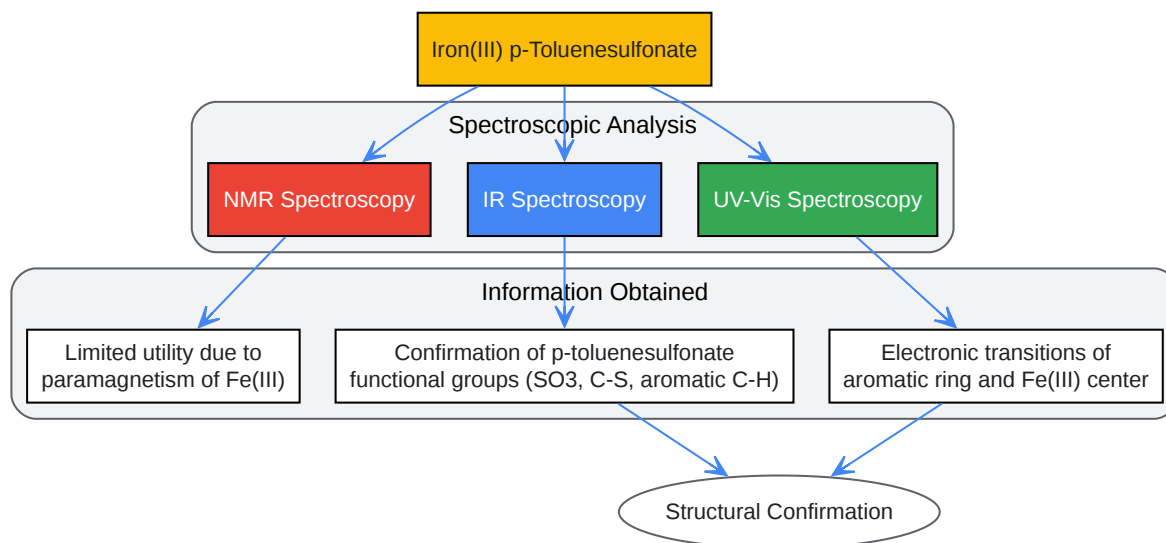 Iron(III) p-Toluenesulfonate
Spectroscopic Analysis
NMR Spectroscopy
IR Spectroscopy
UV-Vis Spectroscopy
Information Obtained
Limited utility due to
paramagnetism of Fe(III)
Confirmation of p-toluenesulfonate
functional groups (SO3, C-S, aromatic C-H)
Electronic transitions of
aromatic ring and Fe(III) center
Structural Confirmation